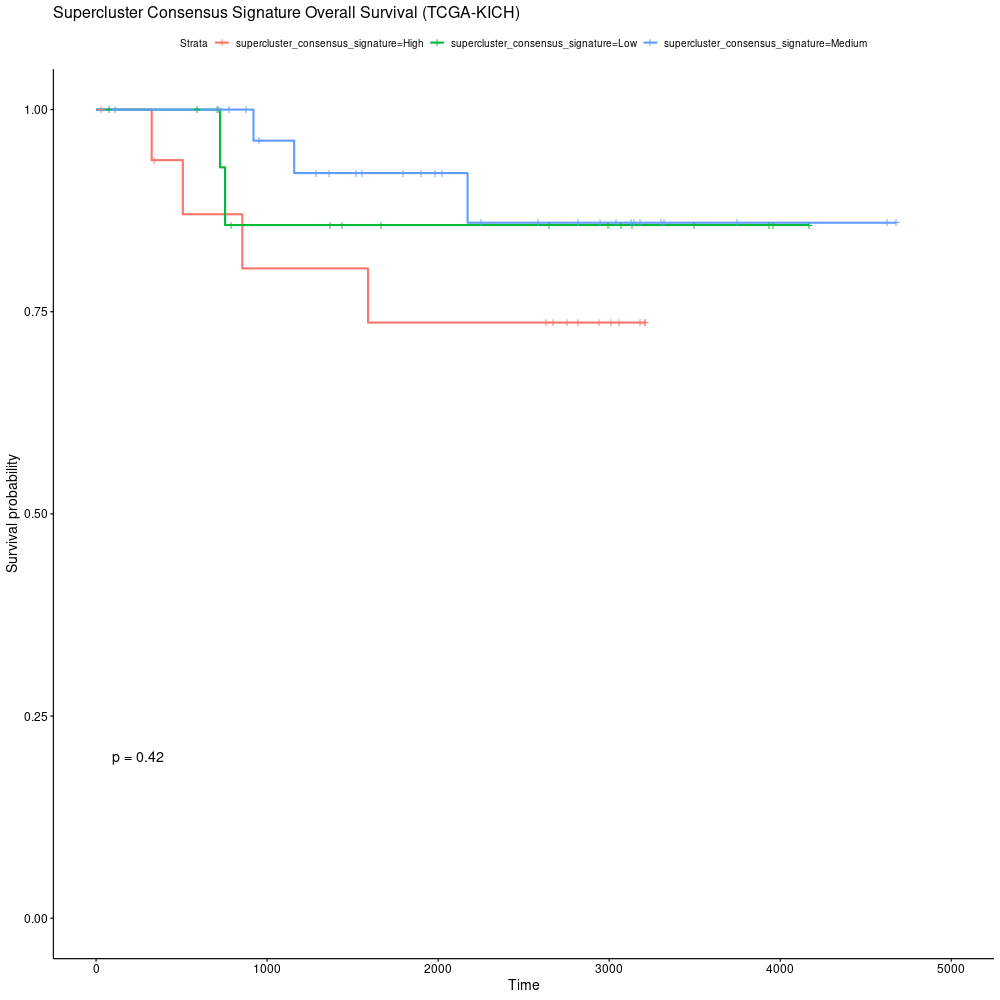 Supercluster Consensus Signature Overall Survival (TCGA-KICH)
Strata supercluster_consensus_signature=High supercluster_consensus_signature=Low supercluster_consensus_signature=Medium
1.00
0.75
0.50
0.25
0.00
Survival probability
p = 0.42
0 1000 2000 3000 4000 5000
Time